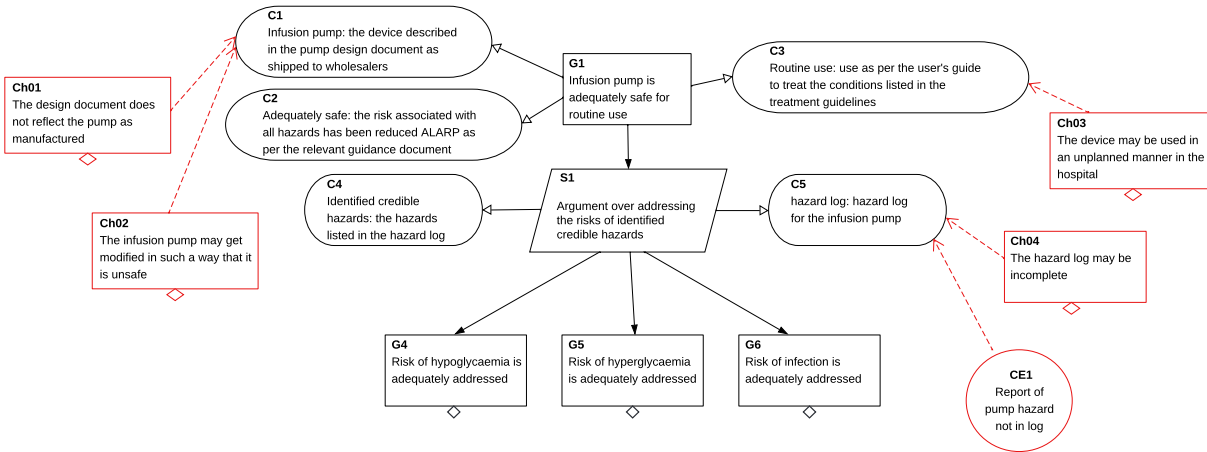 C1
Infusion pump: the device described
in the pump design document as
shipped to wholesalers
G1
Infusion pump is
adequately safe for
routine use
C3
Routine use: use as per the user's guide
to treat the conditions listed in the
treatment guidelines
Ch01
The design document does
not reflect the pump as
manufactured
C2
Adequately safe: the risk associated with
all hazards has been reduced ALARP as
per the relevant guidance document
Ch03
The device may be used in
an unplanned manner in the
hospital
C4
Identified credible
hazards: the hazards
listed in the hazard log
S1
Argument over addressing
the risks of identified
credible hazards
C5
hazard log: hazard log
for the infusion pump
Ch02
The infusion pump may get
modified in such a way that it
is unsafe
Ch04
The hazard log may be
incomplete
G4
Risk of hypoglycaemia is
adequately addressed
G5
Risk of hyperglycaemia
is adequately addressed
G6
Risk of infection is
adequately addressed
CE1
Report of
pump hazard
not in log